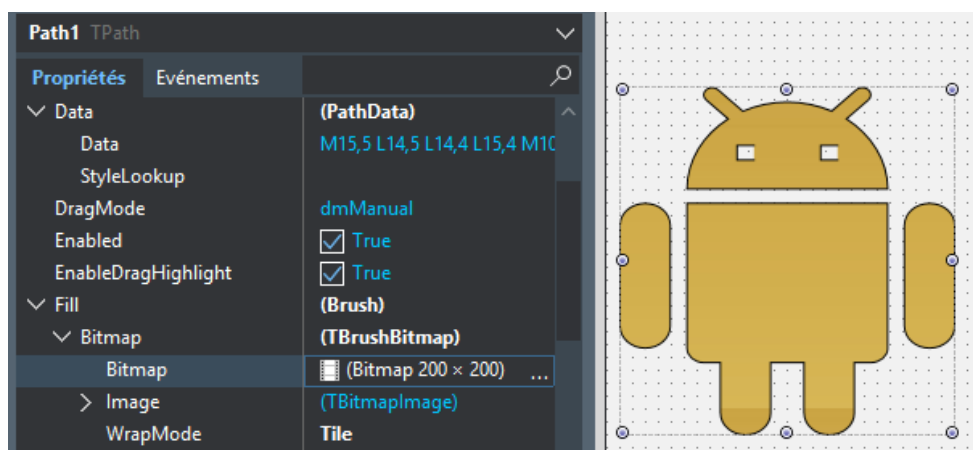 Path1 TPath
Propriétés Evénements
Data (PathData)
Data M15,5 L14,5 L14,4 L15,4 M10
StyleLookup
DragMode dmManual
Enabled True
EnableDragHighlight True
Fill (Brush)
Bitmap (TBrushBitmap)
Bitmap (Bitmap 200 × 200) ...
Image (TBitmapImage)
WrapMode Tile